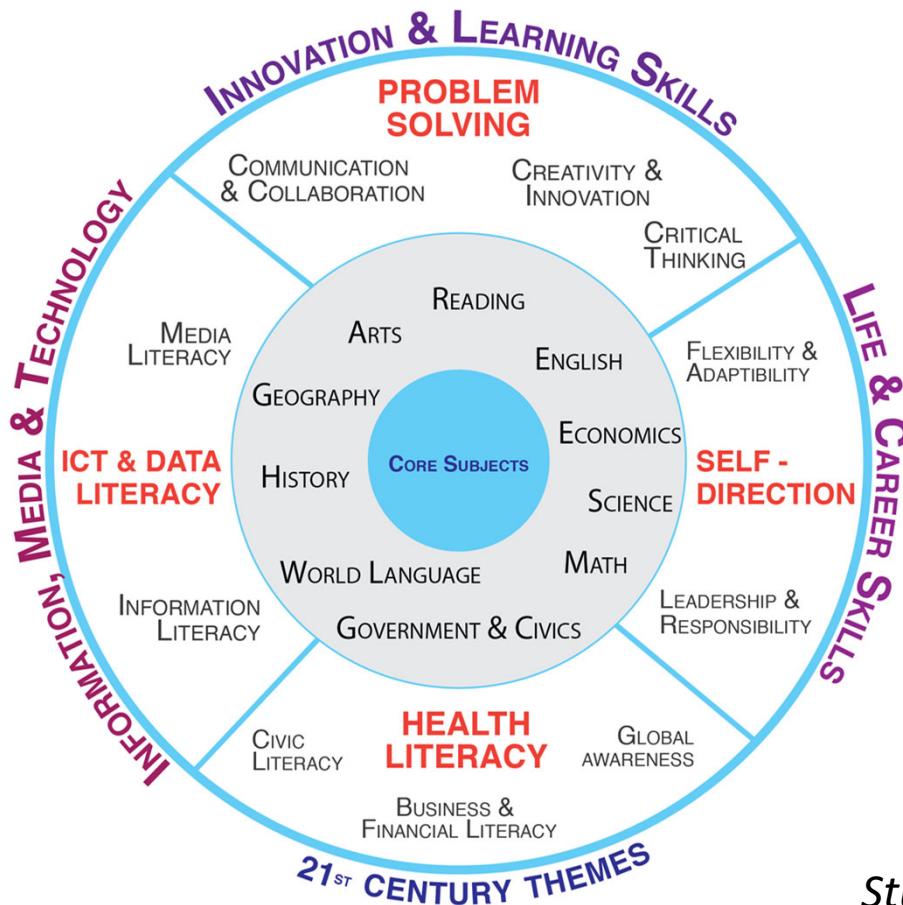 INNOVATION & LEARNING SKILLS
PROBLEM
SOLVING
COMMUNICATION
& COLLABORATION
CREATIVITY &
INNOVATION
CRITICAL
THINKING
INFORMATION, MEDIA & TECHNOLOGY
MEDIA
LITERACY
ICT & DATA
LITERACY
INFORMATION
LITERACY
LIFE & CAREER SKILLS
FLEXIBILITY &
ADAPTIBILITY
SELF -
DIRECTION
LEADERSHIP &
RESPONSIBILITY
READING
ARTS
ENGLISH
GEOGRAPHY
ECONOMICS
CORE SUBJECTS
HISTORY
SCIENCE
MATH
WORLD LANGUAGE
GOVERNMENT & CIVICS
HEALTH
LITERACY
CIVIC
LITERACY
GLOBAL
AWARENESS
BUSINESS &
FINANCIAL LITERACY
21ST CENTURY THEMES